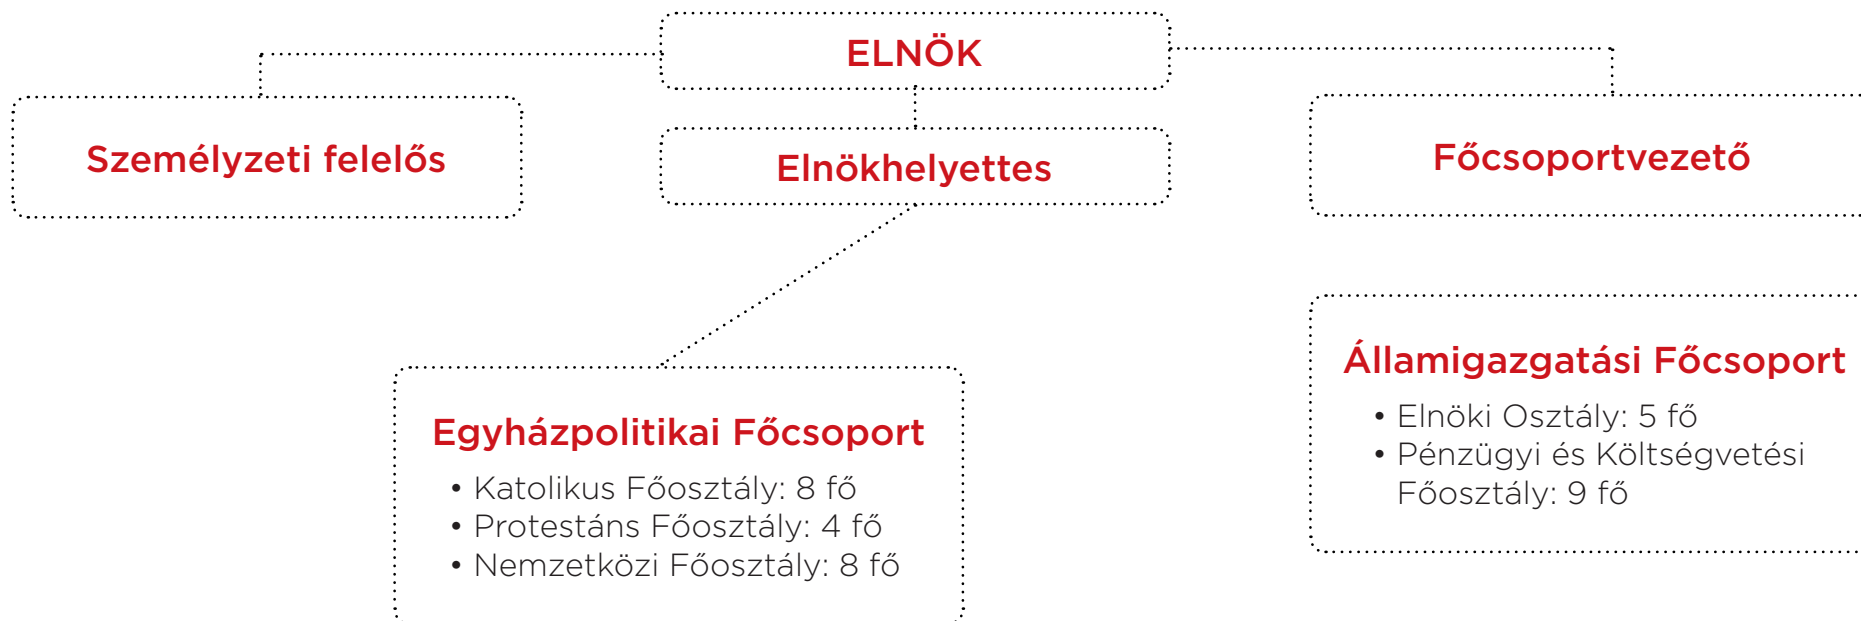 ELNÖK
Személyzeti felelős
Elnökhelyettes
Főcsoportvezető
Egyházpolitikai Főcsoport
• Katolikus Főosztály: 8 fő
• Protestáns Főosztály: 4 fő
• Nemzetközi Főosztály: 8 fő
Államigazgatási Főcsoport
• Elnöki Osztály: 5 fő
• Pénzügyi és Költségvetési
Főosztály: 9 fő